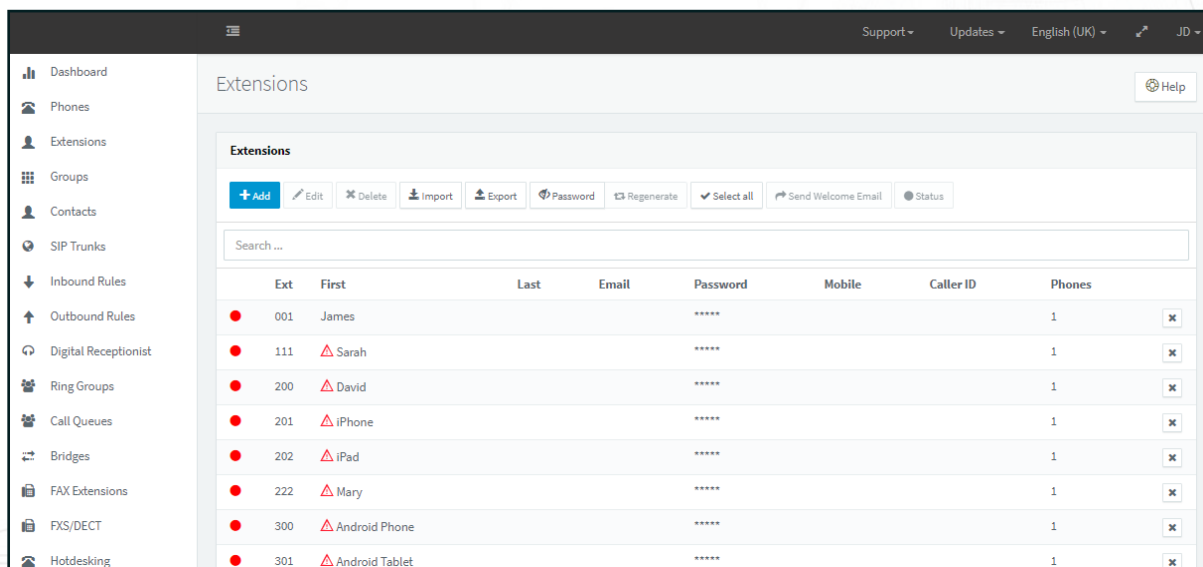 Support Updates English (UK) JD
Dashboard
Phones
Extensions
Groups
Contacts
SIP Trunks
Inbound Rules
Outbound Rules
Digital Receptionist
Ring Groups
Call Queues
Bridges
FAX Extensions
FXS/DECT
Hotdesking
Extensions
Help
Extensions
Add Edit Delete Import Export Password Regenerate Select all Send Welcome Email Status
Search ...
Ext First Last Email Password Mobile Caller ID Phones
001 James ***** 1
111 Sarah ***** 1
200 David ***** 1
201 iPhone ***** 1
202 iPad ***** 1
222 Mary ***** 1
300 Android Phone ***** 1
301 Android Tablet ***** 1